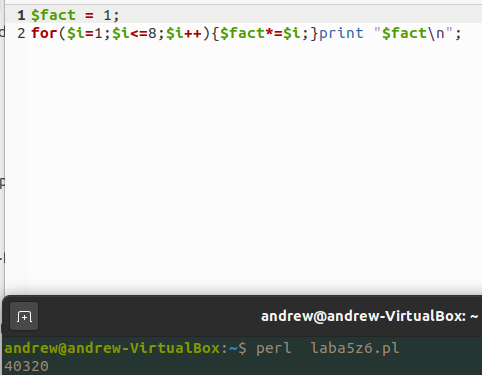 1 $fact = 1;
2 for($i=1;$i<=8;$i++){$fact*=$i;}print "$fact\n";
andrew@andrew-VirtualBox: ~
andrew@andrew-VirtualBox:~$ perl  laba5z6.pl
40320